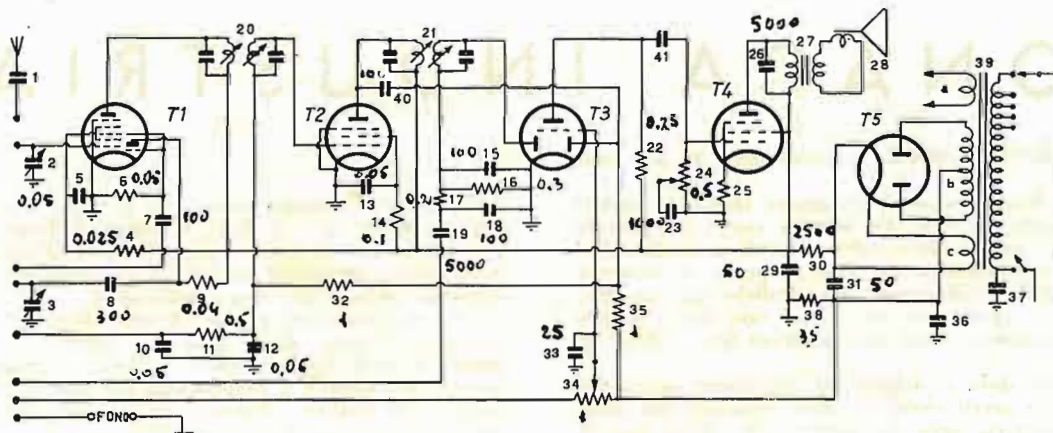 5000 27 28
20 21 41 26
39
1 T1 T2 100 T3 T4 T5
40
a
2 0.25
22 24
5 6 0.05 0.05 100 15 0.3 b
0,05 13 16 0.5 25
7 100 0.2 17
4 14 1000 23
0.025 0.1 19 18 100 2500 c
5000 50 29 30
3 8 9 32 31 50 37
300 0.04 1 35 38
0.5 25 1 35 36
10 11 12 33
0,05 0,05 34
1
FONO